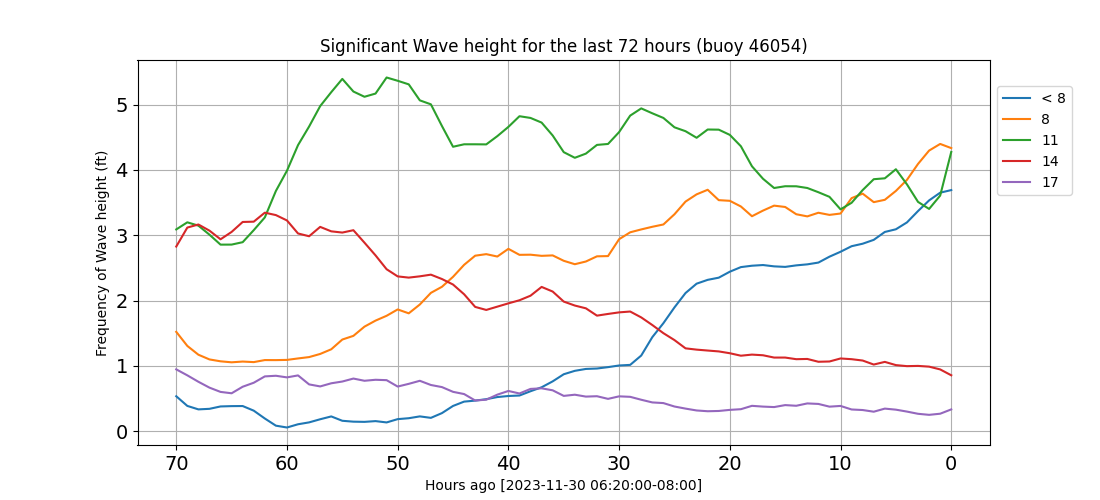 Significant Wave height for the last 72 hours (buoy 46054)
Frequency of Wave height (ft)
5
4
3
2
1
0
70 60 50 40 30 20 10 0
Hours ago [2023-11-30 06:20:00-08:00]
< 8
8
11
14
17